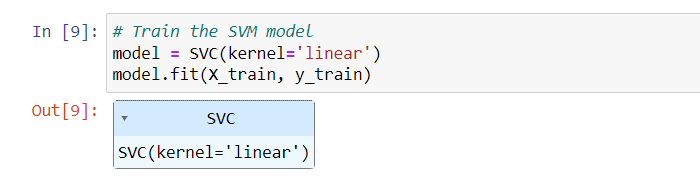 In [9]: # Train the SVM model
model = SVC(kernel='linear')
model.fit(X_train, y_train)
Out[9]: ▾ SVC
SVC(kernel='linear')